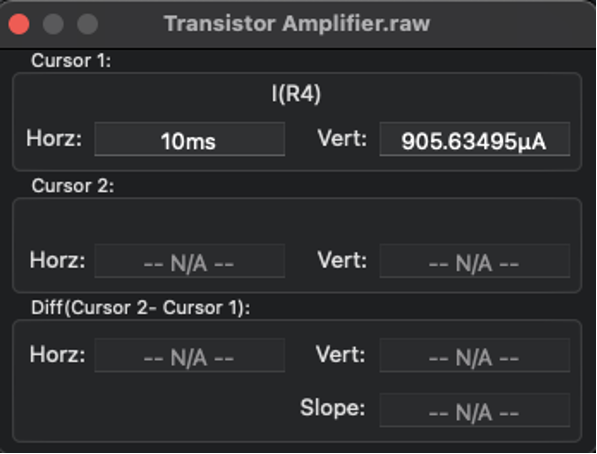 Transistor Amplifier.raw
Cursor 1:
I(R4)
Horz: 10ms Vert: 905.63495µA
Cursor 2:
Horz: -- N/A -- Vert: -- N/A --
Diff(Cursor 2- Cursor 1):
Horz: -- N/A -- Vert: -- N/A --
Slope: -- N/A --